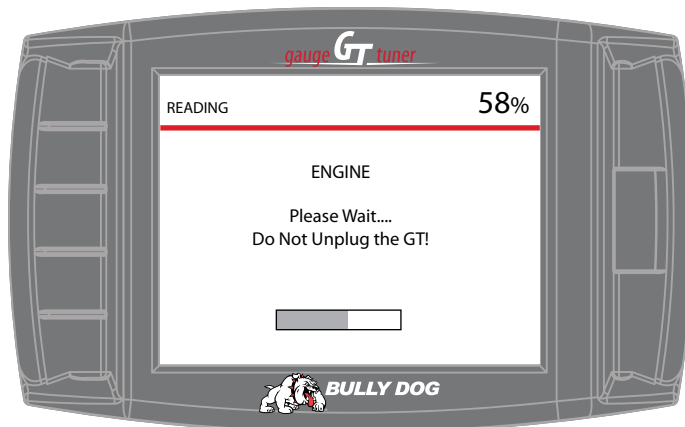 gauge GT tuner
READING 58%
ENGINE
Please Wait....
Do Not Unplug the GT!
BULLY DOG